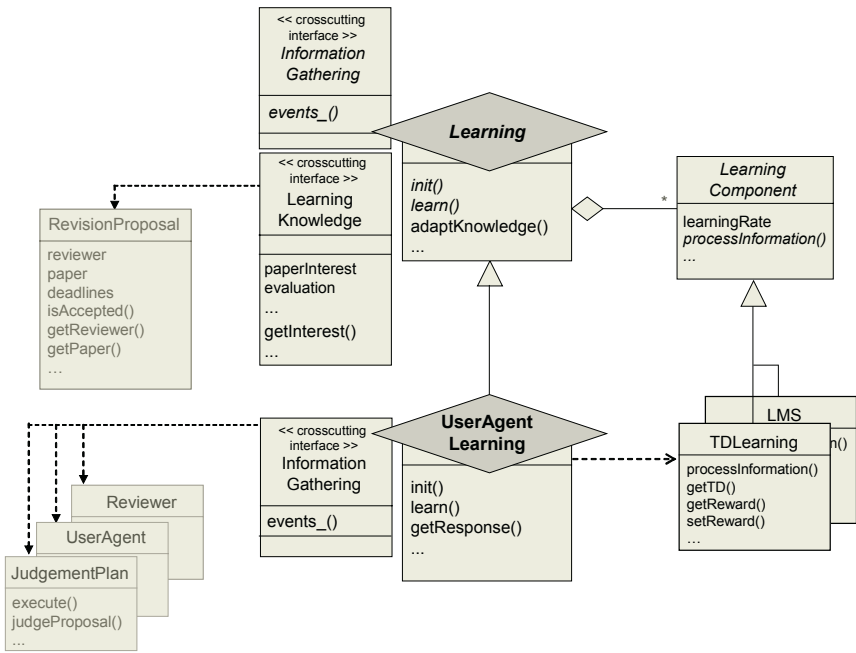 << crosscutting
interface >>
Information
Gathering
events_()
Learning
init()
learn()
adaptKnowledge()
...
<< crosscutting
interface >>
Learning
Knowledge
paperInterest
evaluation
...
getInterest()
...
*
Learning
Component
learningRate
processInformation()
...
RevisionProposal
reviewer
paper
deadlines
isAccepted()
getReviewer()
getPaper()
...
<< crosscutting
interface >>
Information
Gathering
events_()
UserAgent
Learning
init()
learn()
getResponse()
...
LMS
n()
TDLearning
processInformation()
getTD()
getReward()
setReward()
...
Reviewer
UserAgent
JudgementPlan
execute()
judgeProposal()
...